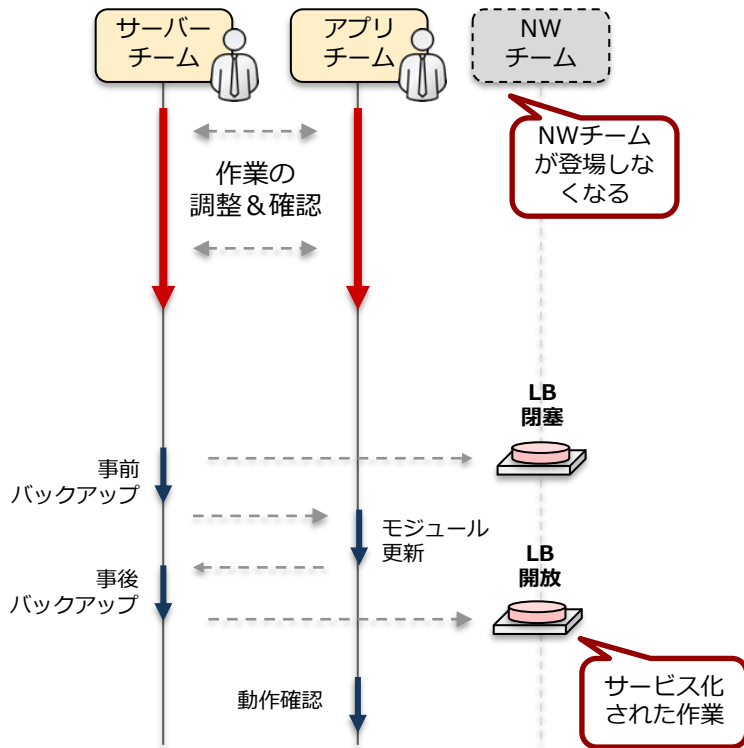 サーバー
チーム
アプリ
チーム
NW
チーム
NWチーム
が登場しな
くなる
作業の
調整＆確認
LB
閉塞
事前
バックアップ
モジュール
更新
LB
開放
事後
バックアップ
サービス化
された作業
動作確認